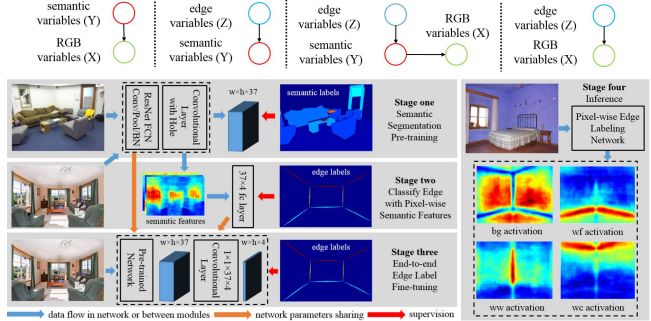 semantic
variables (Y)
RGB
variables (X)
edge
variables (Z)
semantic
variables (Y)
edge
variables (Z)
semantic
variables (Y)
RGB
variables (X)
edge
variables (Z)
RGB
variables (X)
ResNet FCN
Conv/Pool/BN
Convolutional
Layer
with Hole
w×h×37
semantic labels
Stage one
Semantic
Segmentation
Pre-training
semantic features
37×4 fc layer
edge labels
Stage two
Classify Edge
with Pixel-wise
Semantic Features
Pre-trained
Network
w×h×37
1×1×37×4
Convolutional
Layer
w×h×4
edge labels
Stage three
End-to-end
Edge Label
Fine-tuning
Stage four
Inference
Pixel-wise Edge
Labeling
Network
bg activation
wf activation
ww activation
wc activation
data flow in network or between modules
network parameters sharing
supervision